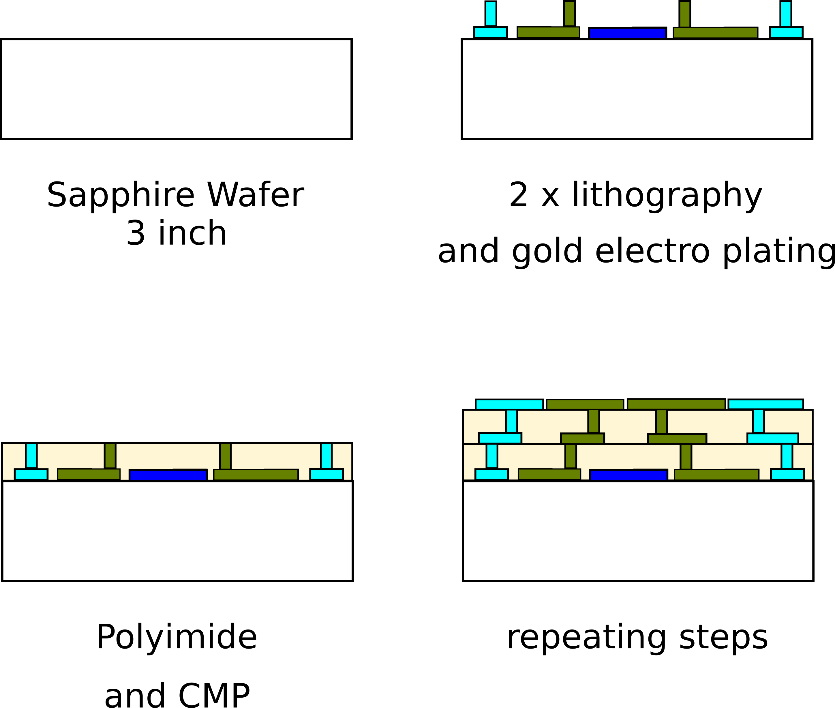 Sapphire Wafer
3 inch
2 x lithography
and gold electro plating
Polyimide
and CMP
repeating steps